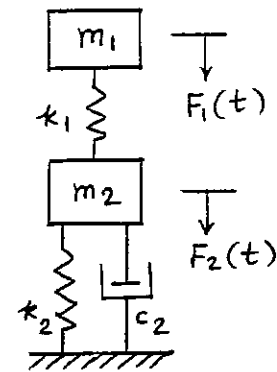 m₁
k₁
F₁(t)
m₂
F₂(t)
k₂
c₂